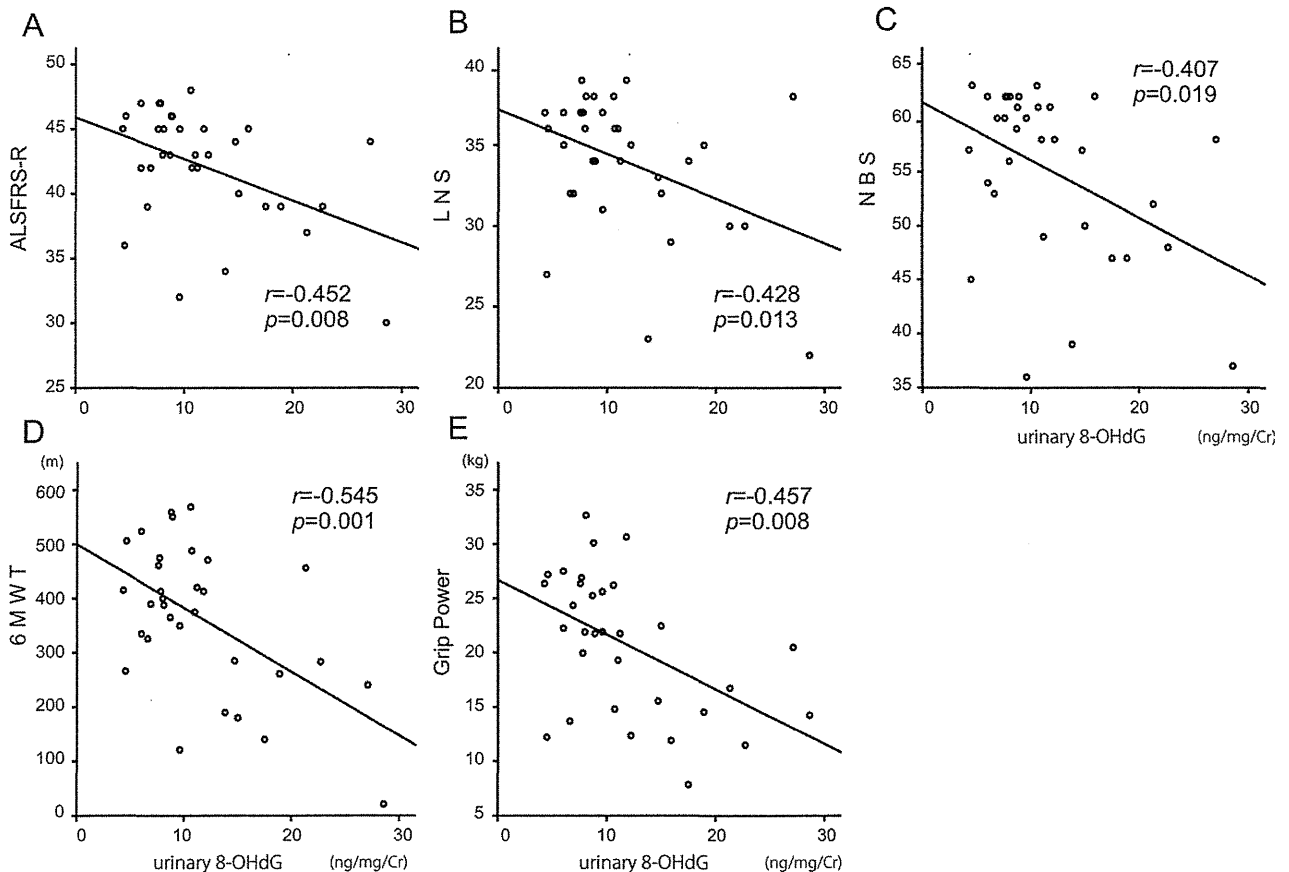 A
ALSFRS-R
50
45
40
35
30
25
0 10 20 30
r=-0.452
p=0.008
B
L N S
40
35
30
25
20
0 10 20 30
r=-0.428
p=0.013
C
N B S
65
60
55
50
45
40
35
0 10 20 30
r=-0.407
p=0.019
urinary 8-OHdG (ng/mg/Cr)
D
(m)
6 M W T
600
500
400
300
200
100
0
0 10 20 30
r=-0.545
p=0.001
urinary 8-OHdG (ng/mg/Cr)
E
(kg)
Grip Power
35
30
25
20
15
10
5
0 10 20 30
r=-0.457
p=0.008
urinary 8-OHdG (ng/mg/Cr)